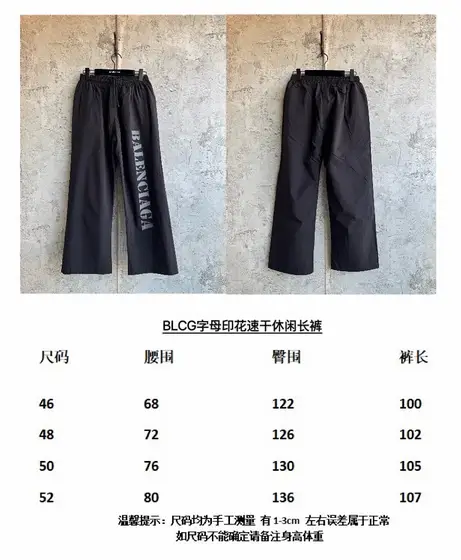 BALENCIAGA
BLCG字母印花速干休闲长裤
尺码 腰围 臀围 裤长
46 68 122 100
48 72 126 102
50 76 130 105
52 80 136 107
温馨提示：尺码均为手工测量 有1-3cm 左右误差属于正常
如尺码不能确定请备注身高体重